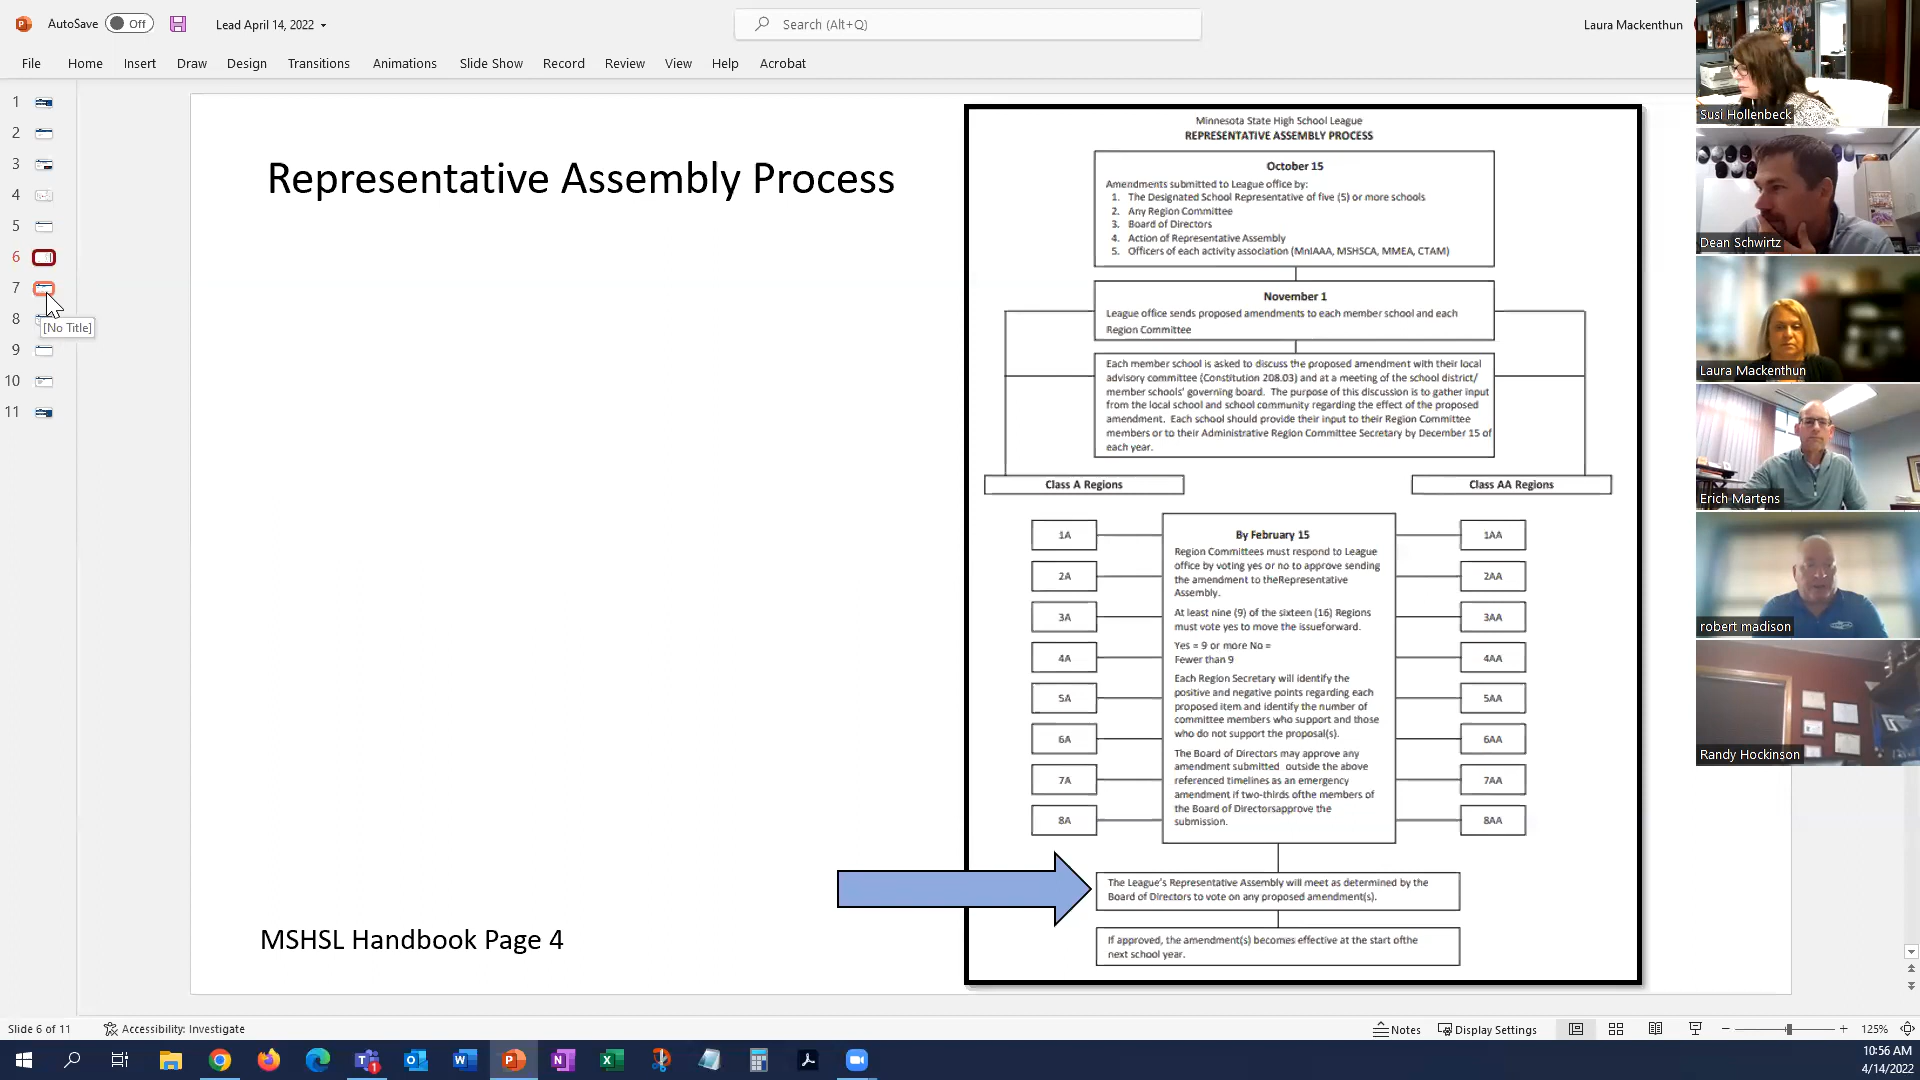 AutoSave Off Lead April 14, 2022 Search (Alt+Q) Laura Mackenthun
File Home Insert Draw Design Transitions Animations Slide Show Record Review View Help Acrobat
1
2
3
4
5
6
7
8
9
10
11
[No Title]
Representative Assembly Process
MSHSL Handbook Page 4
Minnesota State High School League
REPRESENTATIVE ASSEMBLY PROCESS
October 15
Amendments submitted to League office by:
1. The Designated School Representative of five (5) or more schools
2. Any Region Committee
3. Board of Directors
4. Action of Representative Assembly
5. Officers of each activity association (MnIAAA, MSHSCA, MMEA, CTAM)
November 1
League office sends proposed amendments to each member school and each
Region Committee
Each member school is asked to discuss the proposed amendment with their local
advisory committee (Constitution 208.03) and at a meeting of the school district/
member schools' governing board. The purpose of this discussion is to gather input
from the local school and school community regarding the effect of the proposed
amendment. Each school should provide their input to their Region Committee
members or to their Administrative Region Committee Secretary by December 15 of
each year.
Class A Regions
Class AA Regions
1A
2A
3A
4A
5A
6A
7A
8A
By February 15
Region Committees must respond to League
office by voting yes or no to approve sending
the amendment to theRepresentative
Assembly.
At least nine (9) of the sixteen (16) Regions
must vote yes to move the issueforward.
Yes = 9 or more No =
Fewer than 9
Each Region Secretary will identify the
positive and negative points regarding each
proposed item and identify the number of
committee members who support and those
who do not support the proposal(s).
The Board of Directors may approve any
amendment submitted outside the above
referenced timelines as an emergency
amendment if two-thirds ofthe members of
the Board of Directorsapprove the
submission.
1AA
2AA
3AA
4AA
5AA
6AA
7AA
8AA
The League's Representative Assembly will meet as determined by the
Board of Directors to vote on any proposed amendment(s).
If approved, the amendment(s) becomes effective at the start ofthe
next school year.
Susi Hollenbeck
Dean Schwirtz
Laura Mackenthun
Erich Martens
robert madison
Randy Hockinson
Slide 6 of 11 Accessibility: Investigate Notes Display Settings 125%
10:56 AM
4/14/2022